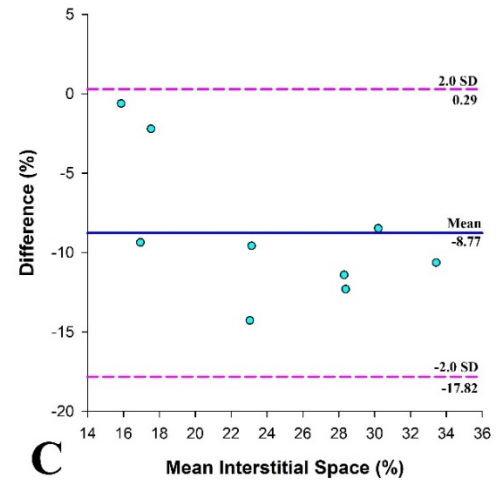 5
2.0 SD
0
0.29
-5
Difference (%)
Mean
-8.77
-10
-15
-2.0 SD
-17.82
-20
14 16 18 20 22 24 26 28 30 32 34 36
C
Mean Interstitial Space (%)